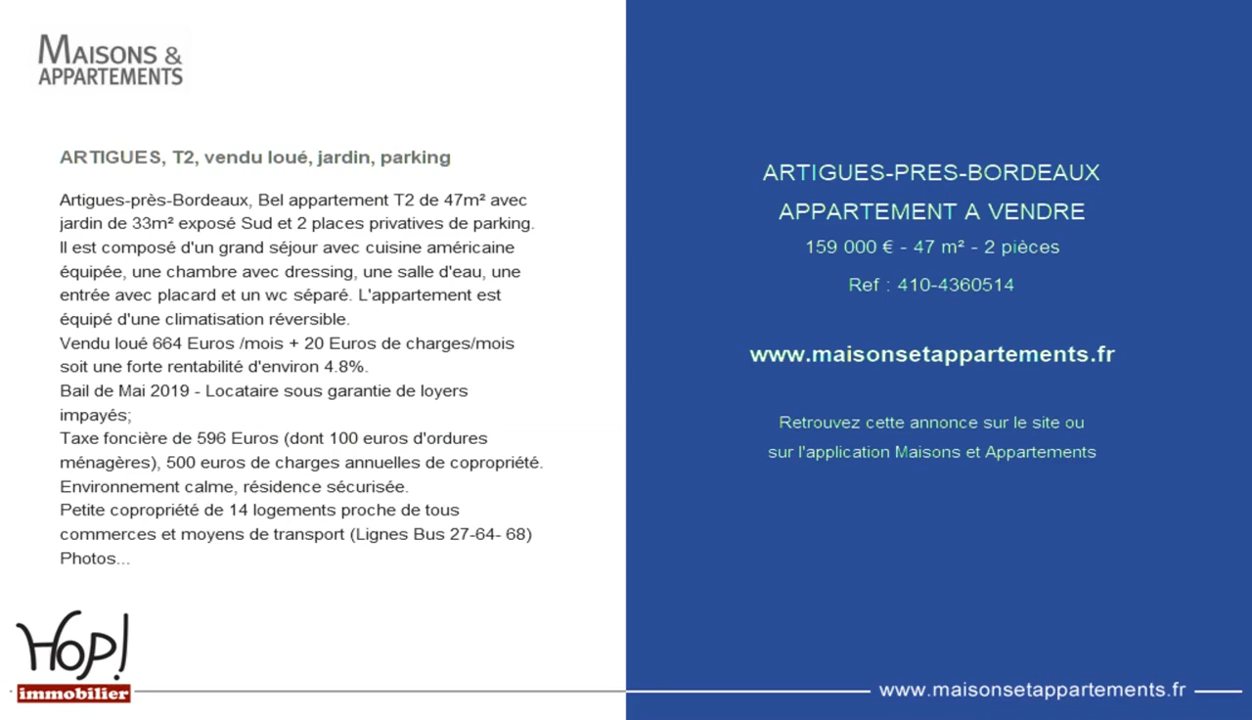 MAISONS &
APPARTEMENTS
ARTIGUES, T2, vendu loué, jardin, parking
Artigues-près-Bordeaux, Bel appartement T2 de 47m² avec
jardin de 33m² exposé Sud et 2 places privatives de parking.
Il est composé d'un grand séjour avec cuisine américaine
équipée, une chambre avec dressing, une salle d'eau, une
entrée avec placard et un wc séparé. L'appartement est
équipé d'une climatisation réversible.
Vendu loué 664 Euros /mois + 20 Euros de charges/mois
soit une forte rentabilité d'environ 4.8%.
Bail de Mai 2019 - Locataire sous garantie de loyers
impayés;
Taxe foncière de 596 Euros (dont 100 euros d'ordures
ménagères), 500 euros de charges annuelles de copropriété.
Environnement calme, résidence sécurisée.
Petite copropriété de 14 logements proche de tous
commerces et moyens de transport (Lignes Bus 27-64- 68)
Photos...
HOP!
immobilier
ARTIGUES-PRES-BORDEAUX
APPARTEMENT A VENDRE
159 000 € - 47 m² - 2 pièces
Ref : 410-4360514
www.maisonsetappartements.fr
Retrouvez cette annonce sur le site ou
sur l'application Maisons et Appartements
www.maisonsetappartements.fr